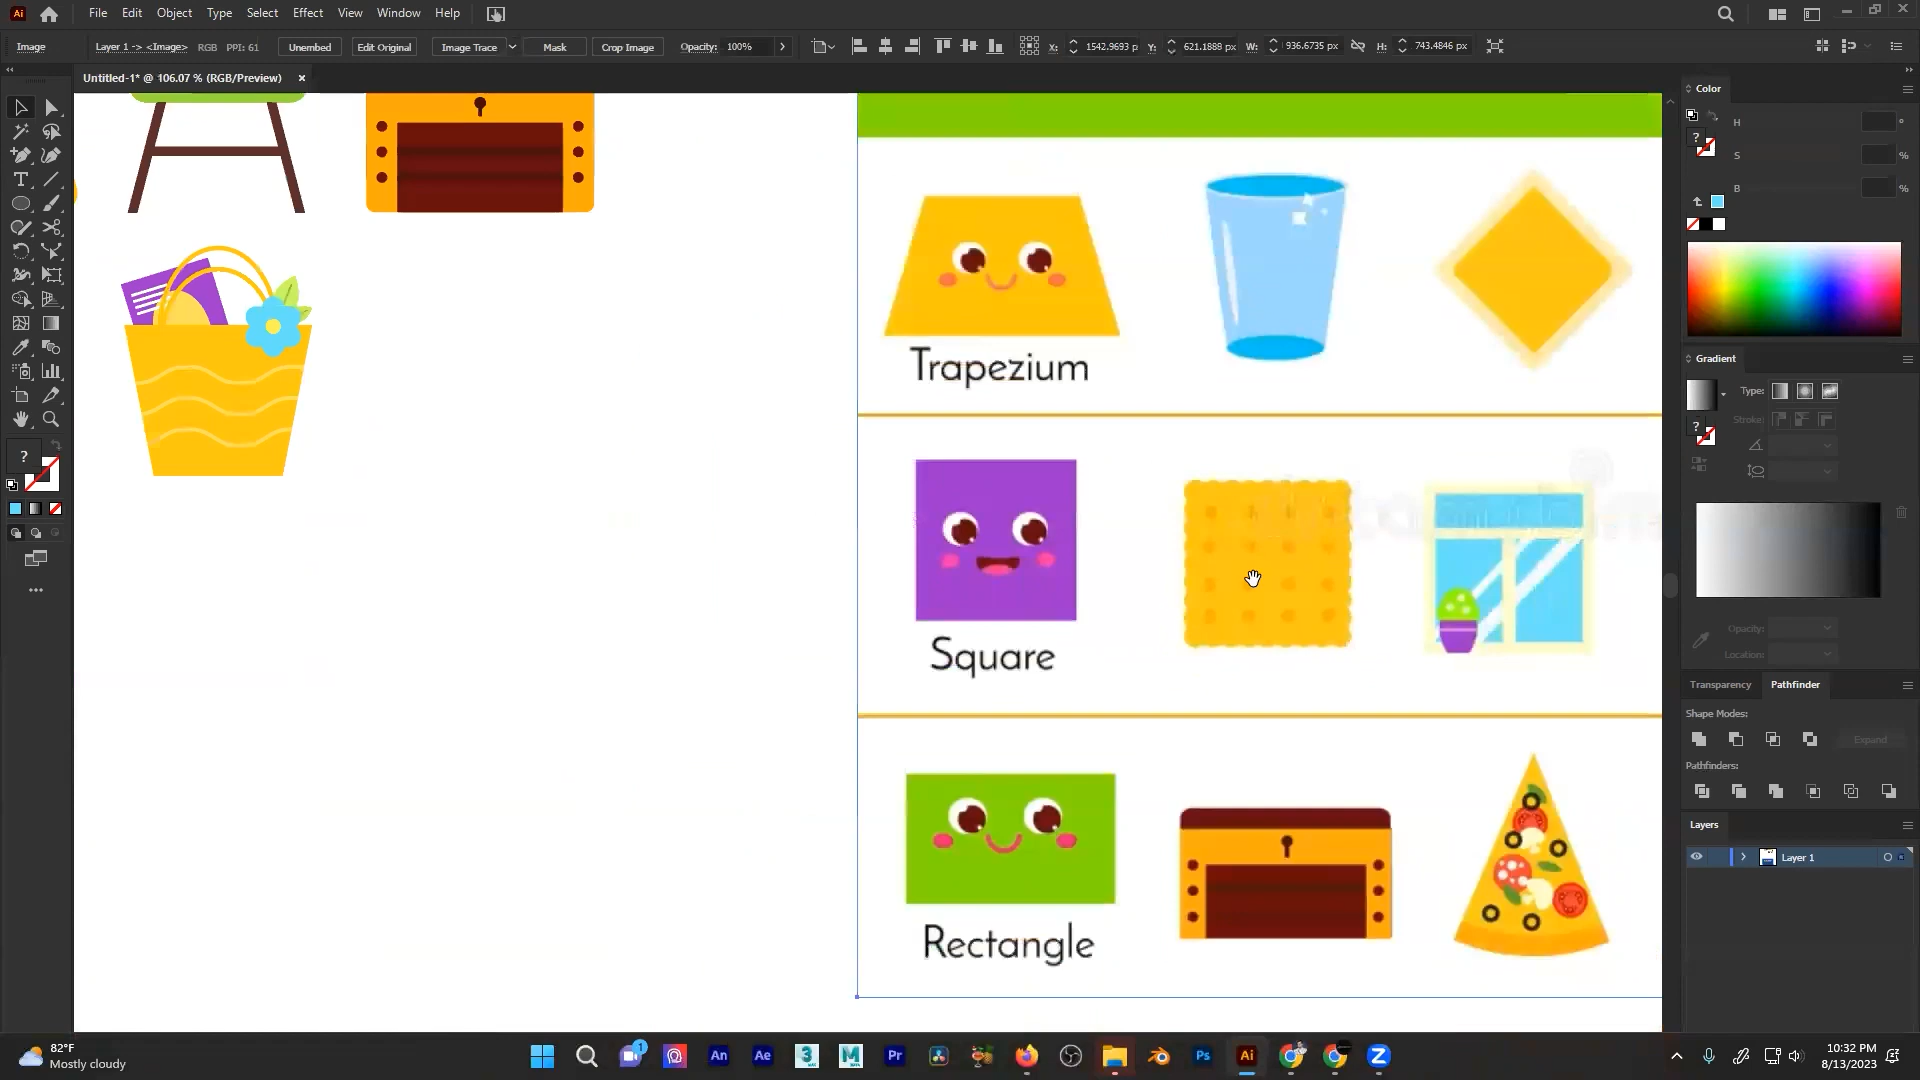 File Edit Object Type Select Effect View Window Help
Image Layer 1 -> <Image> RGB PPI: 61 Unembed Edit Original Image Trace Mask Crop Image Opacity: 100% X: 1542.9693 p Y: 621.1888 px W: 936.6735 px H: 743.4846 px
Untitled-1* @ 106.07 % (RGB/Preview)
Color
H °
S %
B %
Trapezium
Gradient
Type:
Stroke:
Square
Opacity:
Location:
Transparency Pathfinder
Shape Modes:
Expand
Pathfinders:
Layers
Layer 1
Rectangle
82°F
Mostly cloudy
10:32 PM
8/13/2023